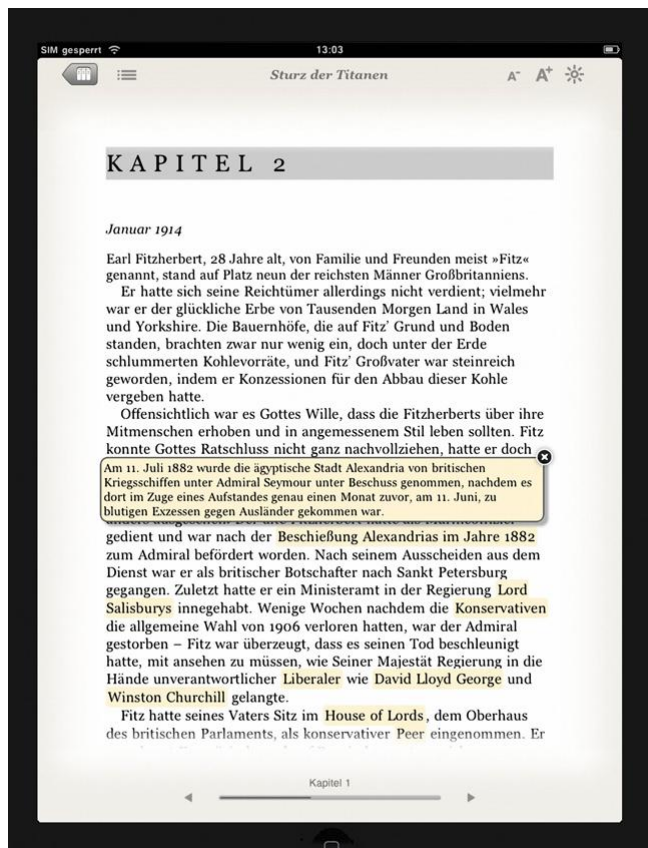 SIM gesperrt
13:03
Sturz der Titanen
A-
A+
KAPITEL 2
Januar 1914
Earl Fitzherbert, 28 Jahre alt, von Familie und Freunden meist »Fitz«
genannt, stand auf Platz neun der reichsten Männer Großbritanniens.
Er hatte sich seine Reichtümer allerdings nicht verdient; vielmehr
war er der glückliche Erbe von Tausenden Morgen Land in Wales
und Yorkshire. Die Bauernhöfe, die auf Fitz' Grund und Boden
standen, brachten zwar nur wenig ein, doch unter der Erde
schlummerten Kohlevorräte, und Fitz' Großvater war steinreich
geworden, indem er Konzessionen für den Abbau dieser Kohle
vergeben hatte.
Offensichtlich war es Gottes Wille, dass die Fitzherberts über ihre
Mitmenschen erhoben und in angemessenem Stil leben sollten. Fitz
konnte Gottes Ratschluss nicht ganz nachvollziehen, hatte er doch
Am 11. Juli 1882 wurde die ägyptische Stadt Alexandria von britischen
Kriegsschiffen unter Admiral Seymour unter Beschuss genommen, nachdem es
dort im Zuge eines Aufstandes genau einen Monat zuvor, am 11. Juni, zu
blutigen Exzessen gegen Ausländer gekommen war.
gedient und war nach der Beschießung Alexandrias im Jahre 1882
zum Admiral befördert worden. Nach seinem Ausscheiden aus dem
Dienst war er als britischer Botschafter nach Sankt Petersburg
gegangen. Zuletzt hatte er ein Ministeramt in der Regierung Lord
Salisburys innegehabt. Wenige Wochen nachdem die Konservativen
die allgemeine Wahl von 1906 verloren hatten, war der Admiral
gestorben – Fitz war überzeugt, dass es seinen Tod beschleunigt
hatte, mit ansehen zu müssen, wie Seiner Majestät Regierung in die
Hände unverantwortlicher Liberaler wie David Lloyd George und
Winston Churchill gelangte.
Fitz hatte seines Vaters Sitz im House of Lords, dem Oberhaus
des britischen Parlaments, als konservativer Peer eingenommen. Er
Kapitel 1